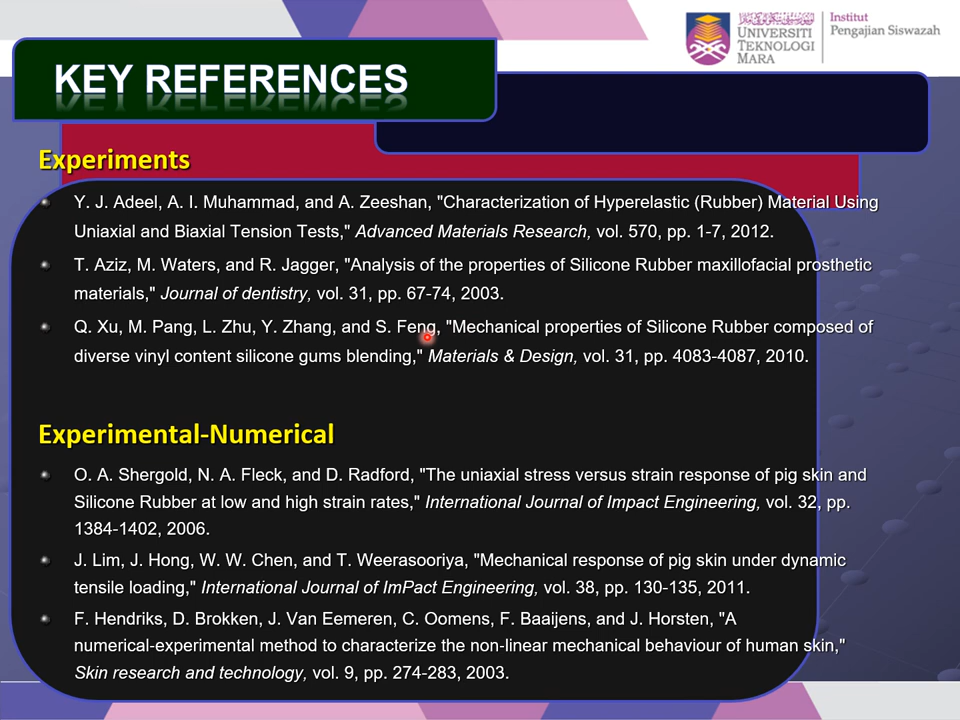 UNIVERSITI
TEKNOLOGI
MARA
Institut
Pengajian Siswazah
KEY REFERENCES
Experiments
Y. J. Adeel, A. I. Muhammad, and A. Zeeshan, "Characterization of Hyperelastic (Rubber) Material Using
Uniaxial and Biaxial Tension Tests," Advanced Materials Research, vol. 570, pp. 1-7, 2012.
T. Aziz, M. Waters, and R. Jagger, "Analysis of the properties of Silicone Rubber maxillofacial prosthetic
materials," Journal of dentistry, vol. 31, pp. 67-74, 2003.
Q. Xu, M. Pang, L. Zhu, Y. Zhang, and S. Feng, "Mechanical properties of Silicone Rubber composed of
diverse vinyl content silicone gums blending," Materials & Design, vol. 31, pp. 4083-4087, 2010.
Experimental-Numerical
O. A. Shergold, N. A. Fleck, and D. Radford, "The uniaxial stress versus strain response of pig skin and
Silicone Rubber at low and high strain rates," International Journal of Impact Engineering, vol. 32, pp.
1384-1402, 2006.
J. Lim, J. Hong, W. W. Chen, and T. Weerasooriya, "Mechanical response of pig skin under dynamic
tensile loading," International Journal of ImPact Engineering, vol. 38, pp. 130-135, 2011.
F. Hendriks, D. Brokken, J. Van Eemeren, C. Oomens, F. Baaijens, and J. Horsten, "A
numerical-experimental method to characterize the non-linear mechanical behaviour of human skin,"
Skin research and technology, vol. 9, pp. 274-283, 2003.